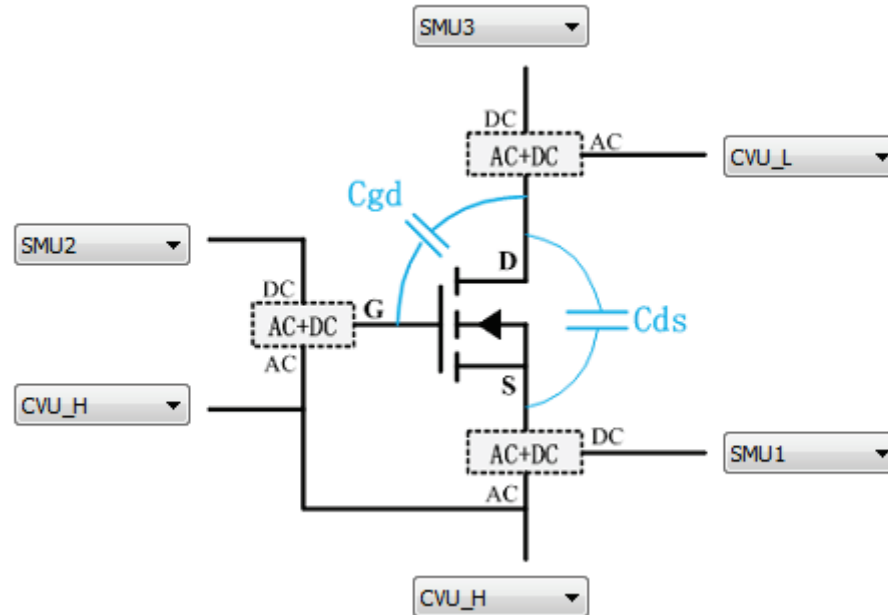 SMU3
DC
AC+DC
AC
CVU_L
Cgd
SMU2
D
DC
G
AC+DC
Cds
AC
S
CVU_H
DC
AC+DC
SMU1
AC
CVU_H